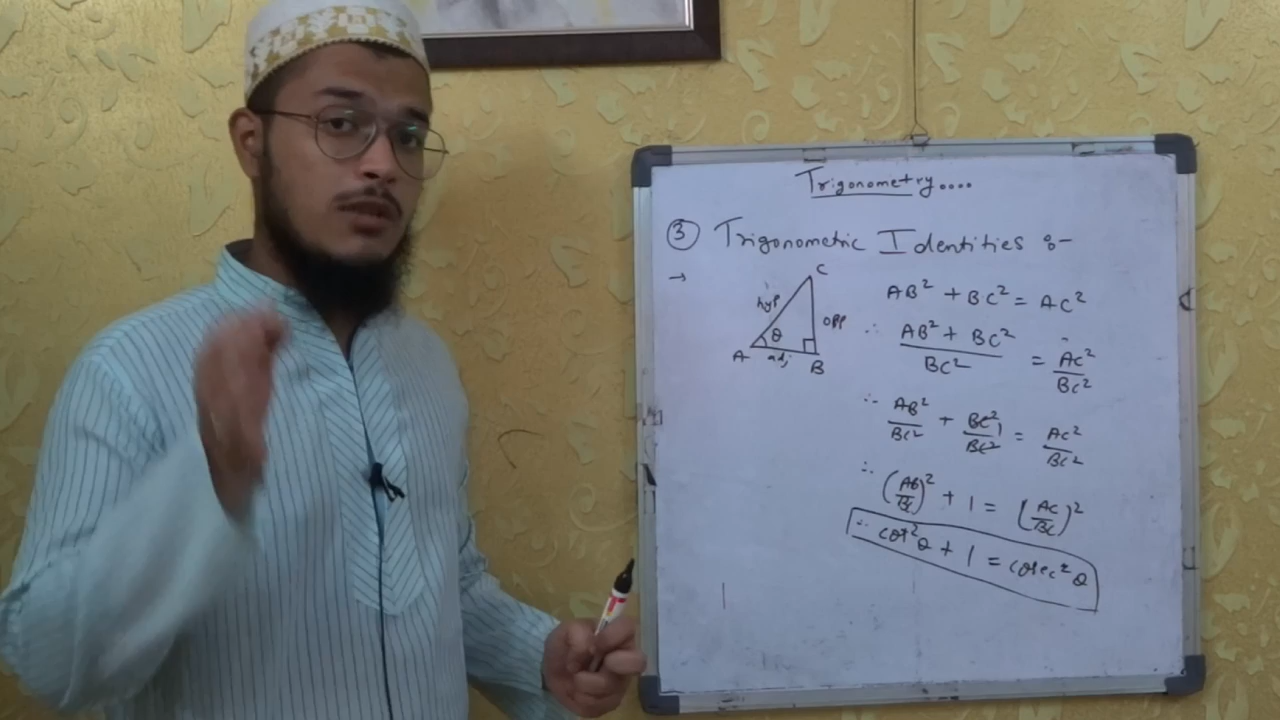 Trigonometry....
③ Trigonometric Identities :-
→
C
hyp
opp
θ
A adj B
AB² + BC² = AC²
∴ AB² + BC² / BC² = AC² / BC²
∴ AB² / BC² + BC² / BC² 1 = AC² / BC²
∴ (AB / BC)² + 1 = (AC / BC)²
∴ cot²θ + 1 = cosec²θ